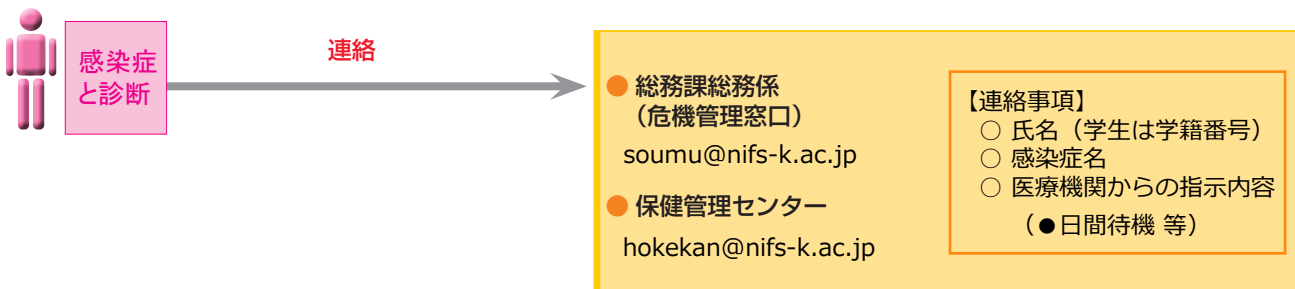 感染症
と診断
連絡
● 総務課総務係
（危機管理窓口）
soumu@nifs-k.ac.jp
● 保健管理センター
hokekan@nifs-k.ac.jp
【連絡事項】
○ 氏名（学生は学籍番号）
○ 感染症名
○ 医療機関からの指示内容
（●日間待機 等）